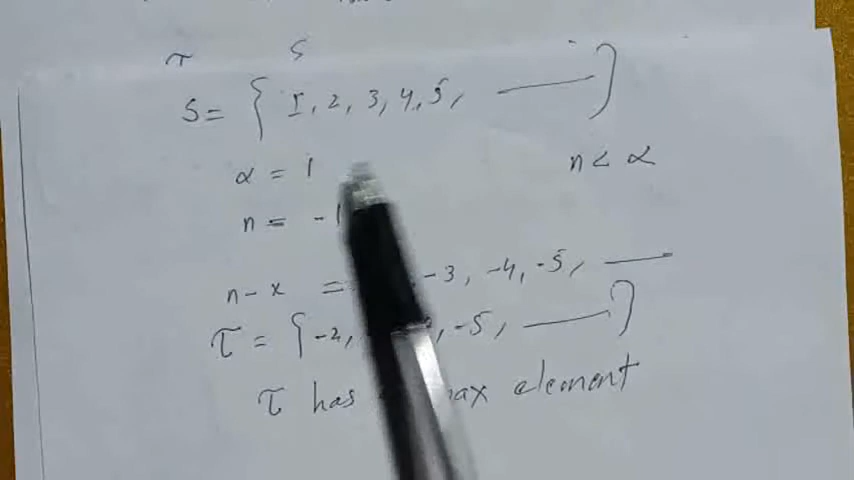 τ S
S = { 1, 2, 3, 4, 5, — }
α = 1 n < α
n = -1
n - x = -3, -4, -5, —
τ = { -2, , -5, — }
τ has max element